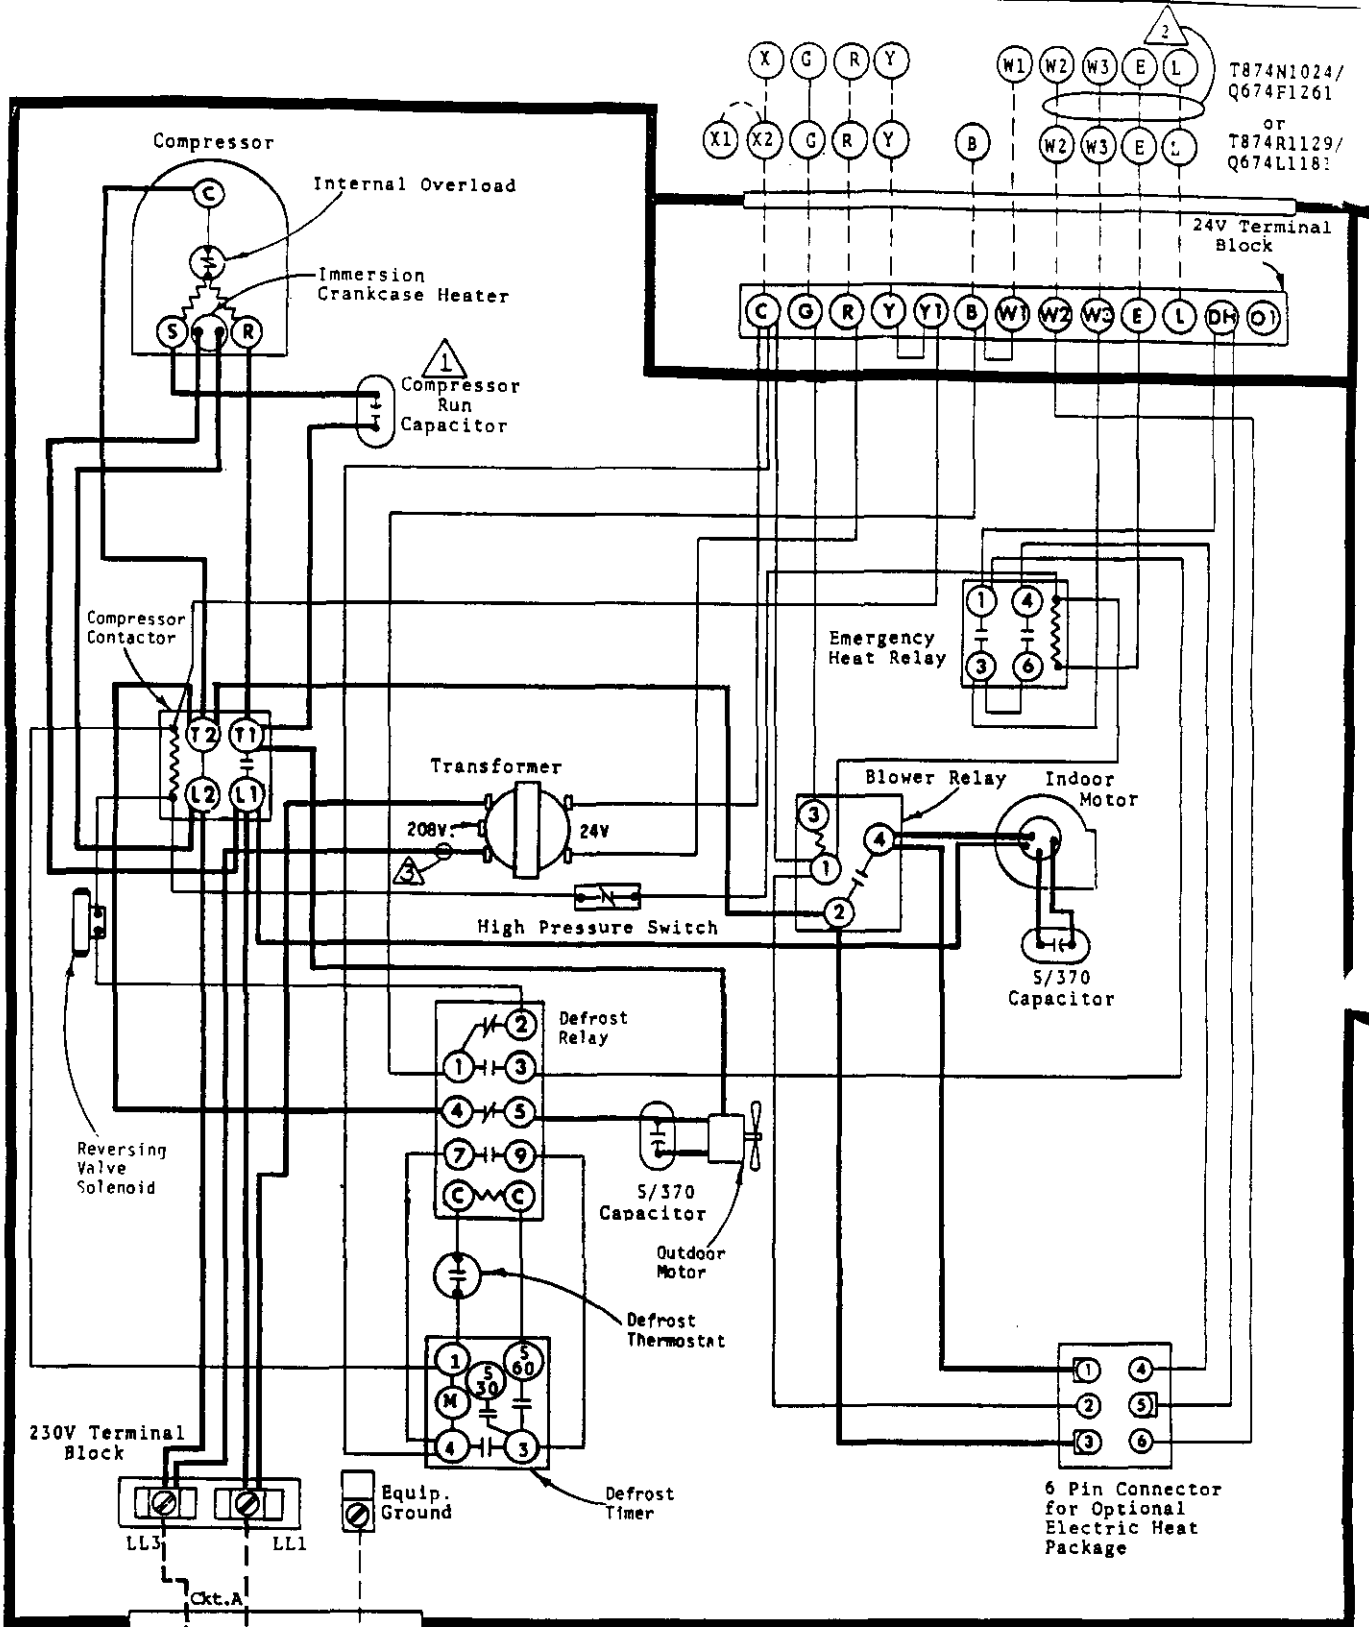 2
X G R Y W1 W2 W3 E L
T874N1024/
Q674F1261
or
T874R1129/
X1 X2 G R Y B W2 W3 E
Compressor
C
Internal Overload
24V Terminal
Block
Immersion
Crankcase Heater
C G R Y Y1 B W1 W2 W3 E L DH O1
S R
1
Compressor
Run
Capacitor
1 4
3 6
Emergency
Heat Relay
Compressor
Contactor
T2 T1
L2 L1
Transformer
208V.
24V
3
Blower Relay
3
4
1
2
Indoor
Motor
High Pressure Switch
5/370
Capacitor
Defrost
Relay
2
1 3
4 5
7 9
C C
Reversing
Valve
Solenoid
5/370
Capacitor
Outdoor
Motor
Defrost
Thermostat
1
S
30
S
60
M
4 3
Defrost
Timer
230V Terminal
Block
LL3 LL1
Equip.
Ground
Ckt.A
1 4
2 5
3 6
6 Pin Connector
for Optional
Electric Heat
Package